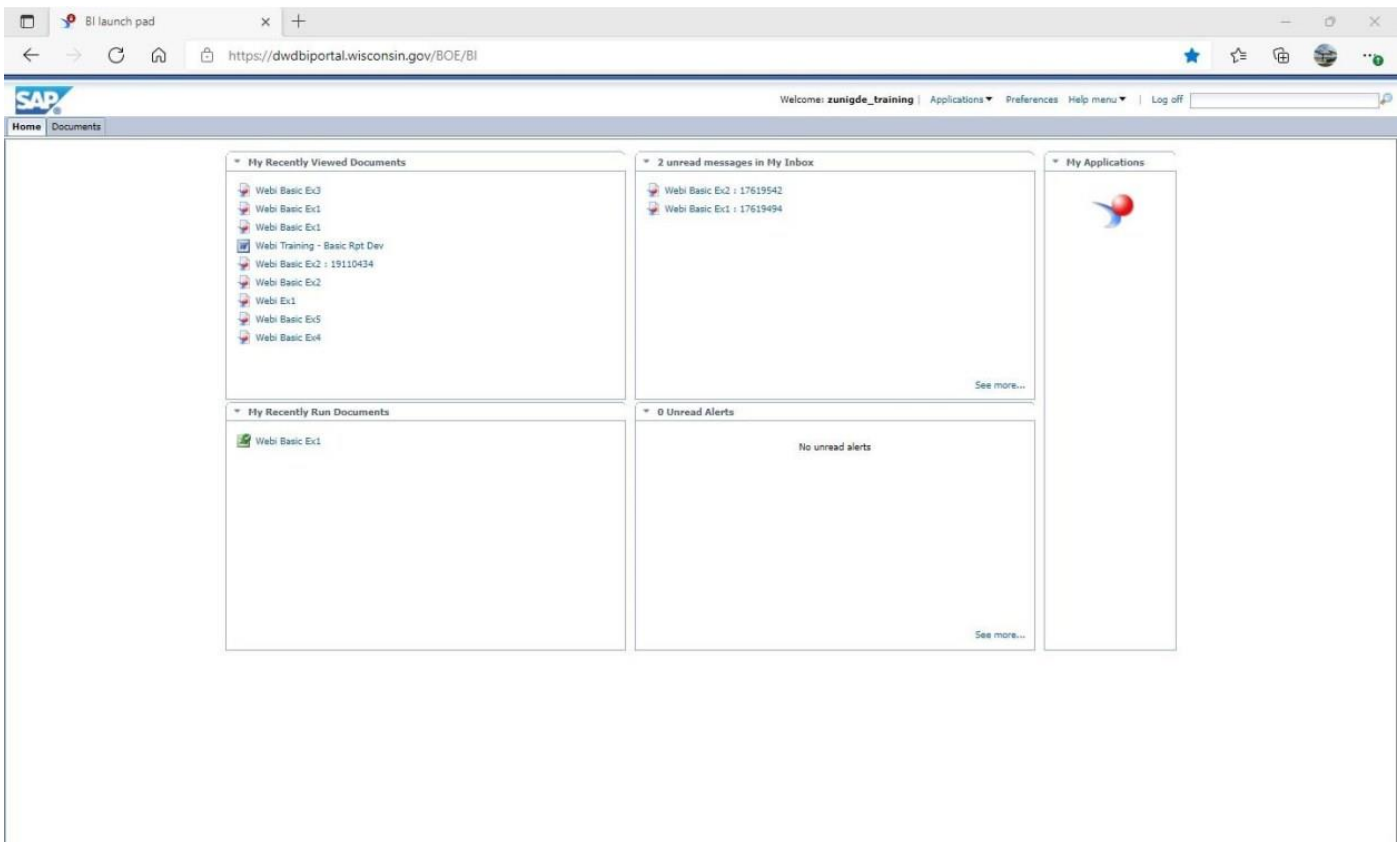 BI launch pad
https://dwdbiportal.wisconsin.gov/BOE/BI
SAP
Welcome: zunigde_training | Applications Preferences Help menu | Log off
Home Documents
My Recently Viewed Documents
Webi Basic Ex3
Webi Basic Ex1
Webi Basic Ex1
Webi Training - Basic Rpt Dev
Webi Basic Ex2 : 19110434
Webi Basic Ex2
Webi Ex1
Webi Basic Ex5
Webi Basic Ex4
2 unread messages in My Inbox
Webi Basic Ex2 : 17619542
Webi Basic Ex1 : 17619494
See more...
My Applications
My Recently Run Documents
Webi Basic Ex1
0 Unread Alerts
No unread alerts
See more...